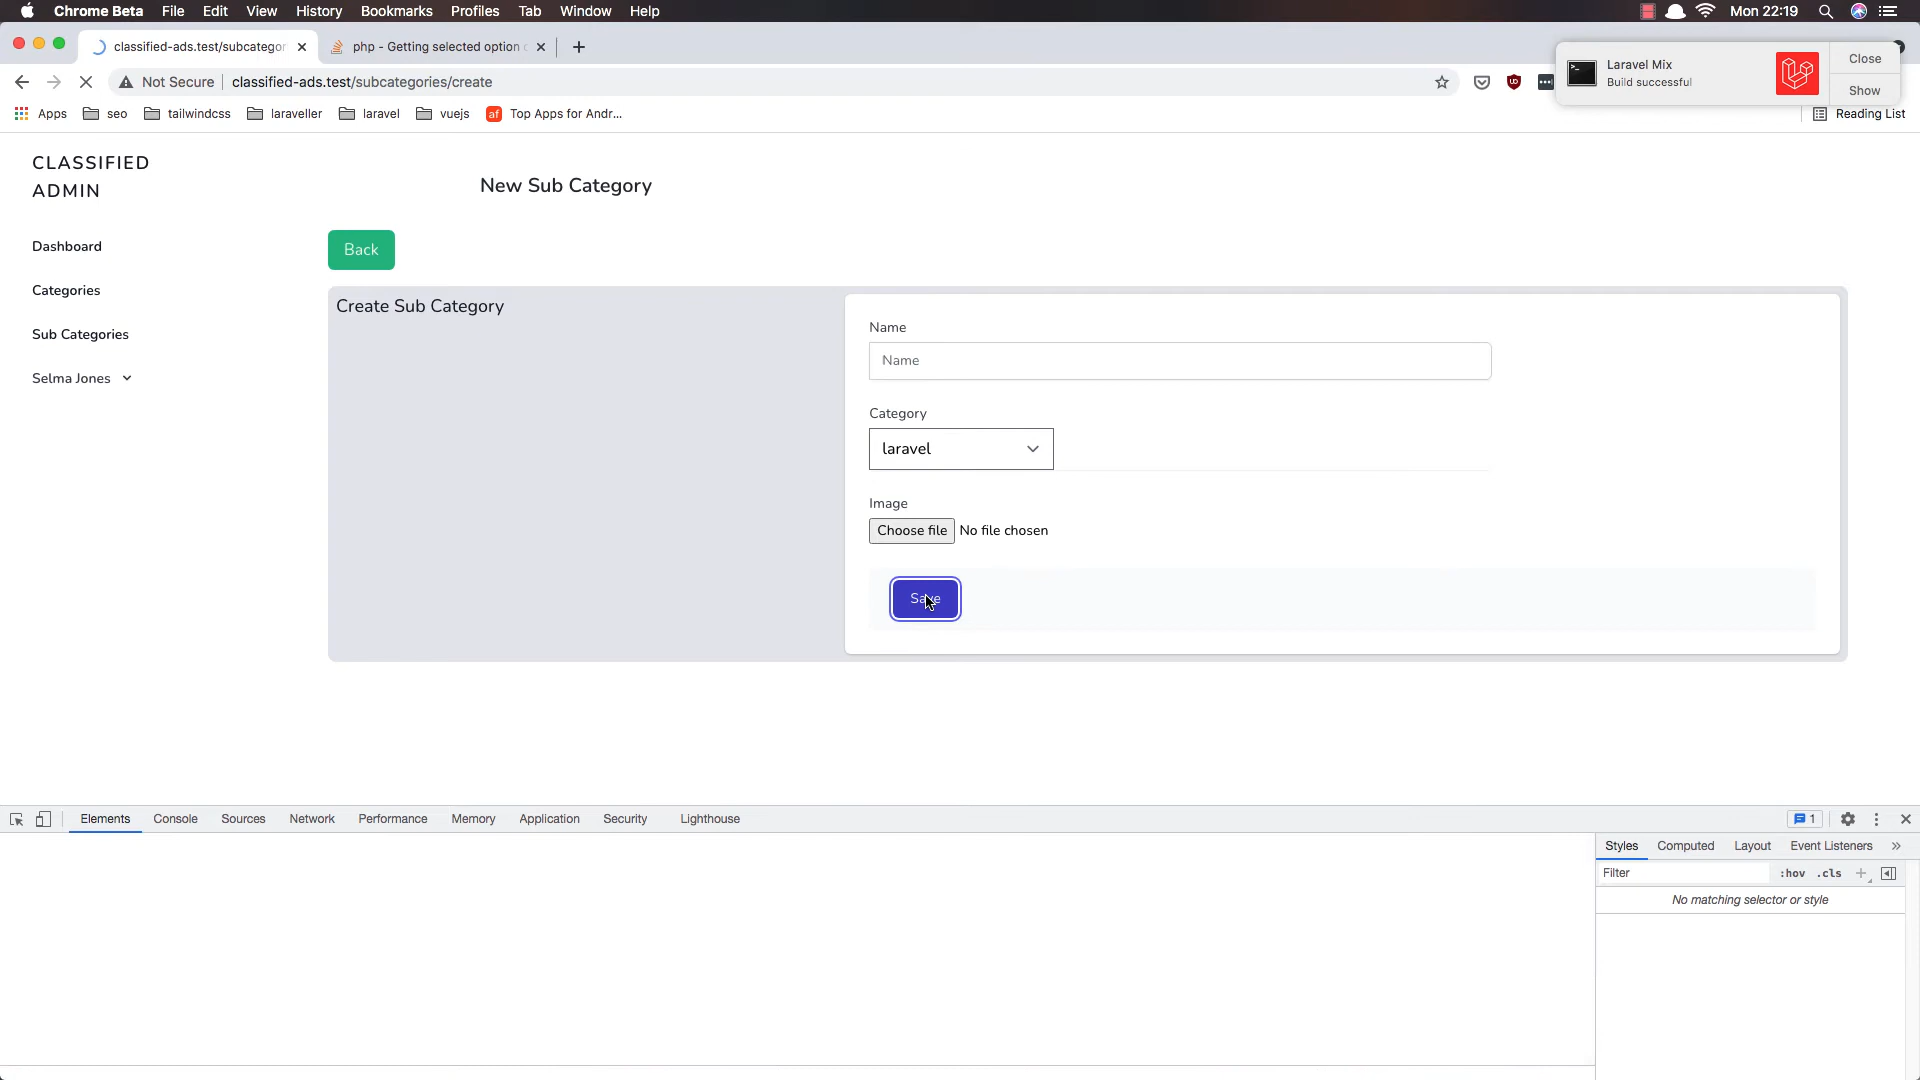 Chrome Beta File Edit View History Bookmarks Profiles Tab Window Help Mon 22:19
classified-ads.test/subcategor php - Getting selected option
Not Secure classified-ads.test/subcategories/create
Laravel Mix
Build successful
Close
Show
Apps seo tailwindcss laraveller laravel vuejs Top Apps for Andr... Reading List
CLASSIFIED
ADMIN
New Sub Category
Dashboard
Back
Categories
Create Sub Category
Sub Categories
Selma Jones
Name
Name
Category
laravel
Image
Choose file No file chosen
Save
Elements Console Sources Network Performance Memory Application Security Lighthouse 1
Styles Computed Layout Event Listeners »
Filter :hov .cls +
No matching selector or style